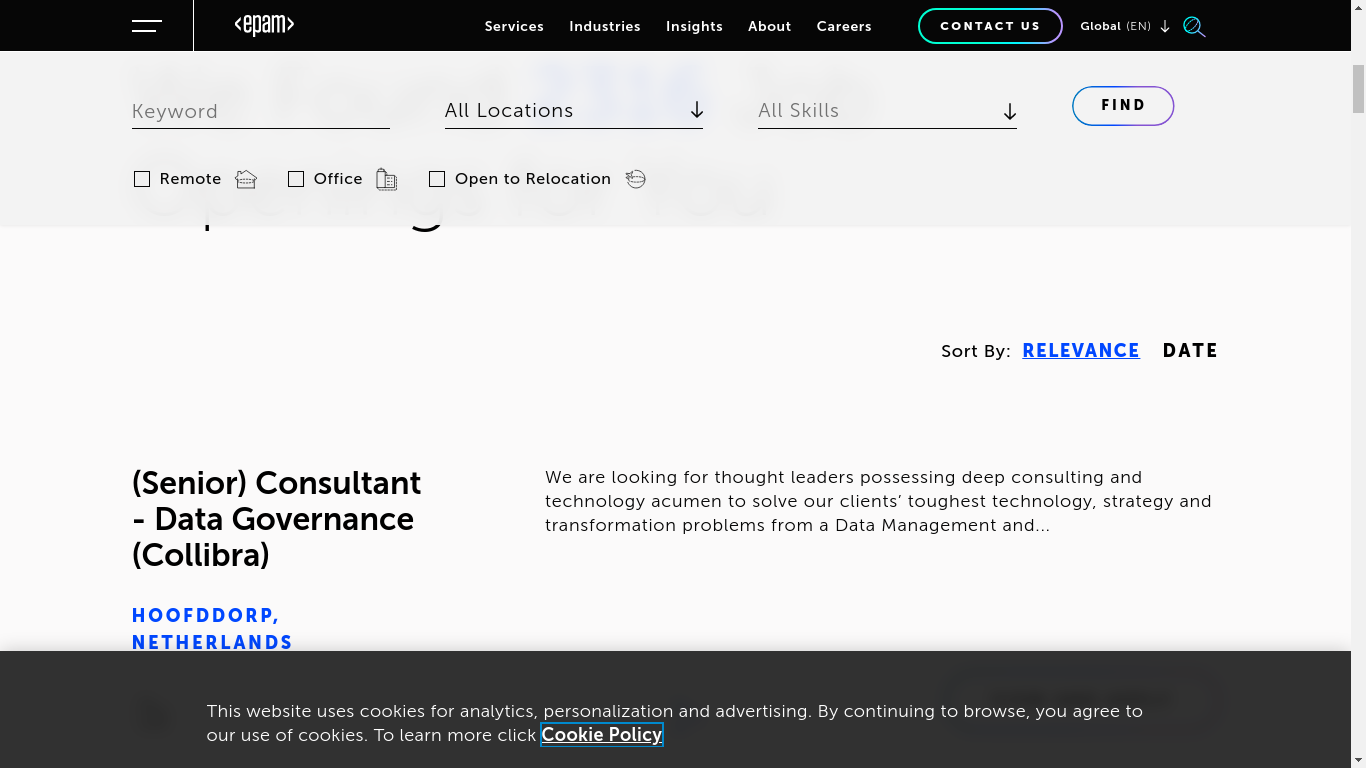 <epam>
Services Industries Insights About Careers CONTACT US Global (EN)
Keyword All Locations All Skills FIND
Remote Office Open to Relocation
Sort By: RELEVANCE DATE
(Senior) Consultant
- Data Governance
(Collibra)
We are looking for thought leaders possessing deep consulting and
technology acumen to solve our clients’ toughest technology, strategy and
transformation problems from a Data Management and...
HOOFDDORP,
NETHERLANDS
This website uses cookies for analytics, personalization and advertising. By continuing to browse, you agree to
our use of cookies. To learn more click Cookie Policy